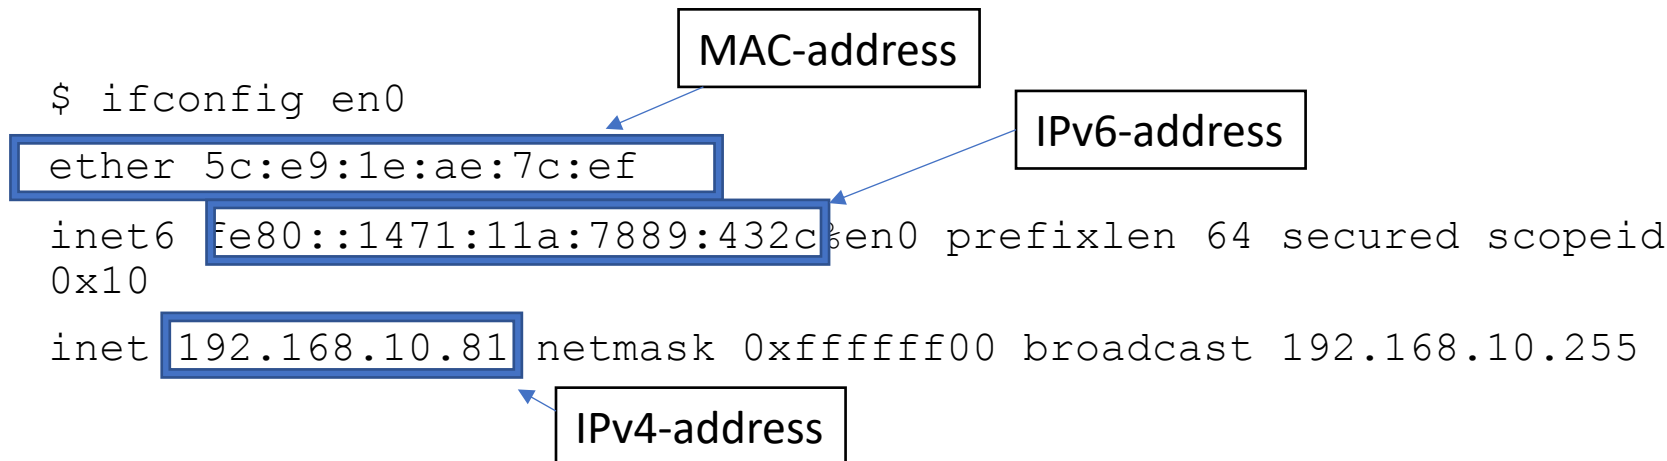 MAC-address
$ ifconfig en0
IPv6-address
ether 5c:e9:1e:ae:7c:ef
inet6 fe80::1471:11a:7889:432c%en0 prefixlen 64 secured scopeid
0x10
inet 192.168.10.81 netmask 0xffffff00 broadcast 192.168.10.255
IPv4-address